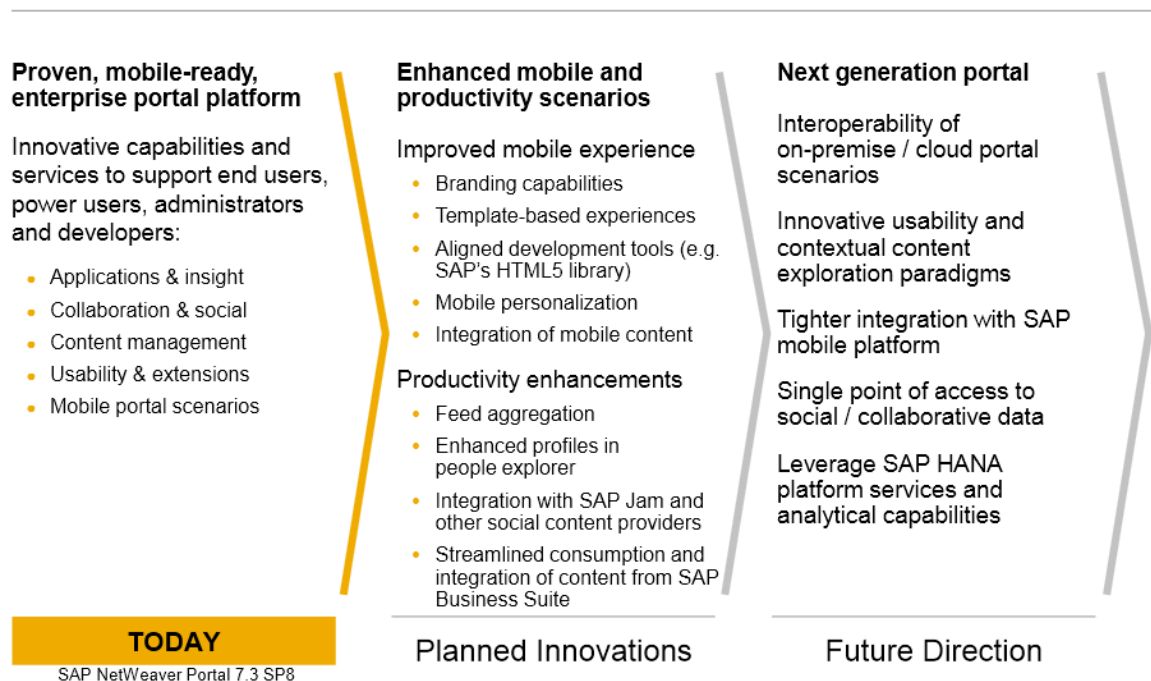 Proven, mobile-ready,
enterprise portal platform
Innovative capabilities and
services to support end users,
power users, administrators
and developers:
• Applications & insight
• Collaboration & social
• Content management
• Usability & extensions
• Mobile portal scenarios
TODAY
SAP NetWeaver Portal 7.3 SP8
Enhanced mobile and
productivity scenarios
Improved mobile experience
• Branding capabilities
• Template-based experiences
• Aligned development tools (e.g.
SAP's HTML5 library)
• Mobile personalization
• Integration of mobile content
Productivity enhancements
• Feed aggregation
• Enhanced profiles in
people explorer
• Integration with SAP Jam and
other social content providers
• Streamlined consumption and
integration of content from SAP
Business Suite
Planned Innovations
Next generation portal
Interoperability of
on-premise / cloud portal
scenarios
Innovative usability and
contextual content
exploration paradigms
Tighter integration with SAP
mobile platform
Single point of access to
social / collaborative data
Leverage SAP HANA
platform services and
analytical capabilities
Future Direction